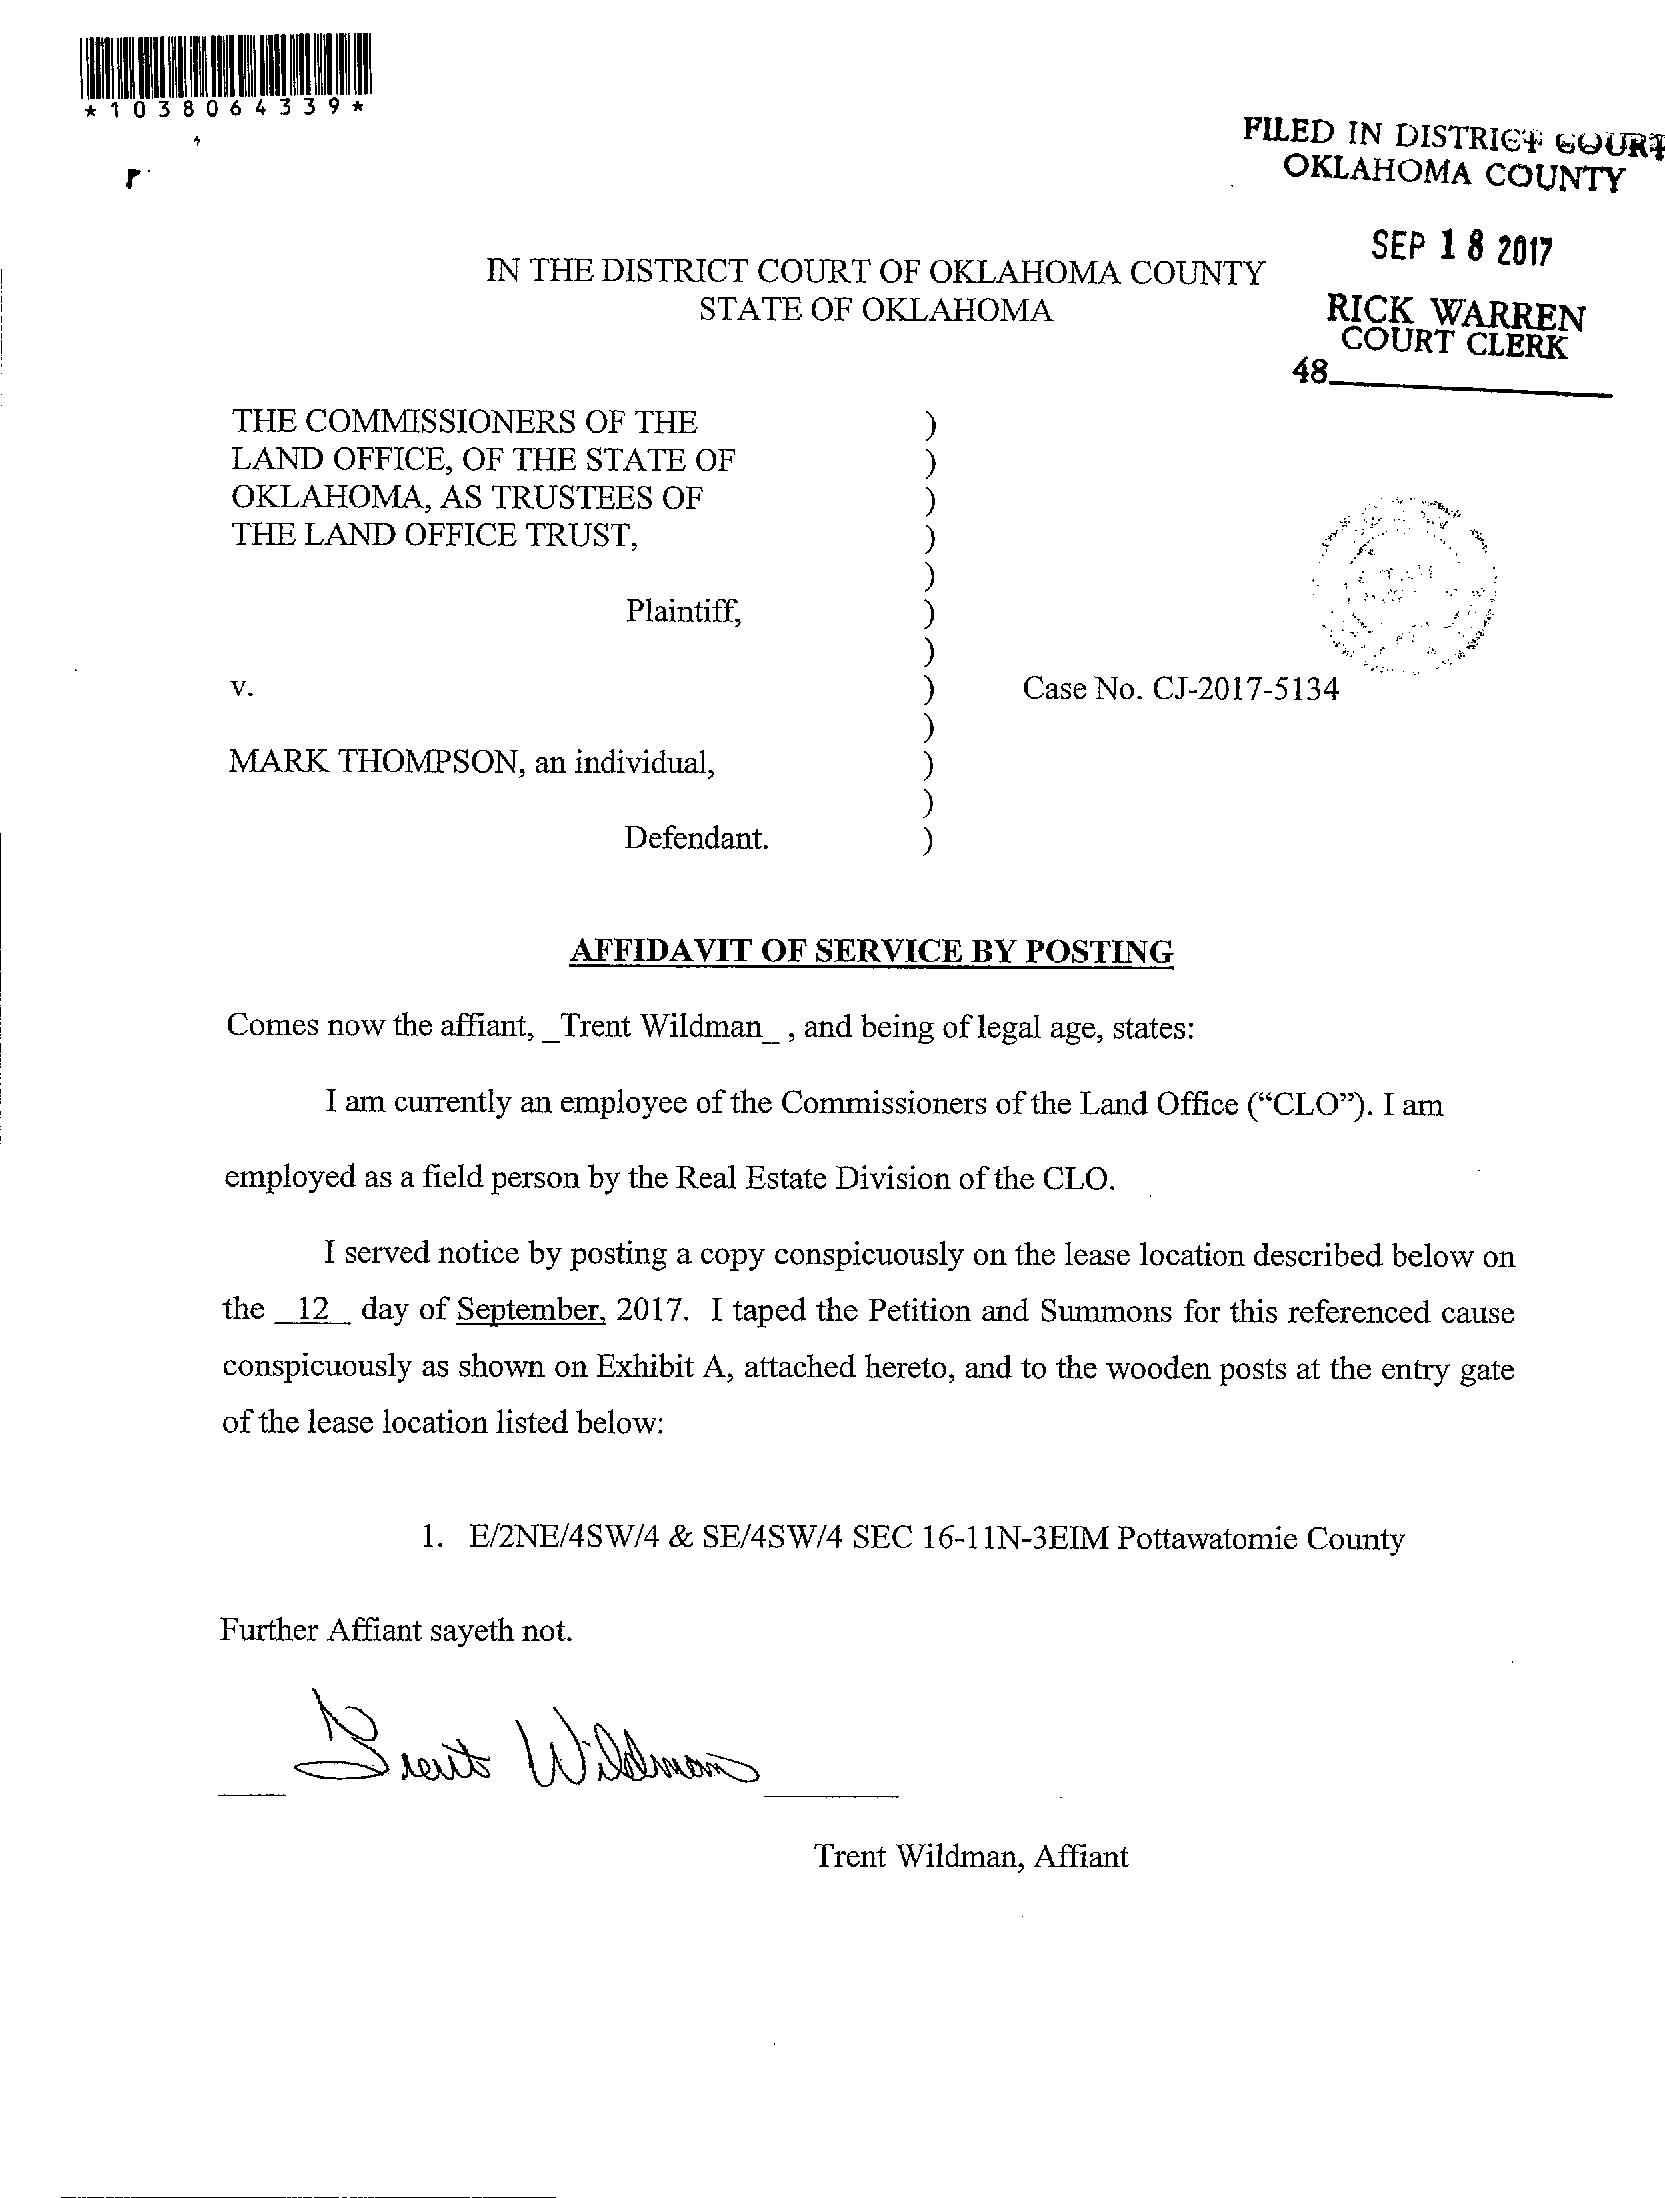 *1038064339*
FILED IN DISTRICT COURT
OKLAHOMA COUNTY
SEP 18 2017
RICK WARREN
COURT CLERK
48
IN THE DISTRICT COURT OF OKLAHOMA COUNTY
STATE OF OKLAHOMA
THE COMMISSIONERS OF THE )
LAND OFFICE, OF THE STATE OF )
OKLAHOMA, AS TRUSTEES OF )
THE LAND OFFICE TRUST, )
)
Plaintiff, )
)
v. ) Case No. CJ-2017-5134
)
MARK THOMPSON, an individual, )
)
Defendant. )
AFFIDAVIT OF SERVICE BY POSTING
Comes now the affiant, _Trent Wildman_ , and being of legal age, states:
I am currently an employee of the Commissioners of the Land Office (“CLO”). I am
employed as a field person by the Real Estate Division of the CLO.
I served notice by posting a copy conspicuously on the lease location described below on
the __12__ day of September, 2017. I taped the Petition and Summons for this referenced cause
conspicuously as shown on Exhibit A, attached hereto, and to the wooden posts at the entry gate
of the lease location listed below:
1. E/2NE/4SW/4 & SE/4SW/4 SEC 16-11N-3EIM Pottawatomie County
Further Affiant sayeth not.
Trent Wildman
Trent Wildman, Affiant